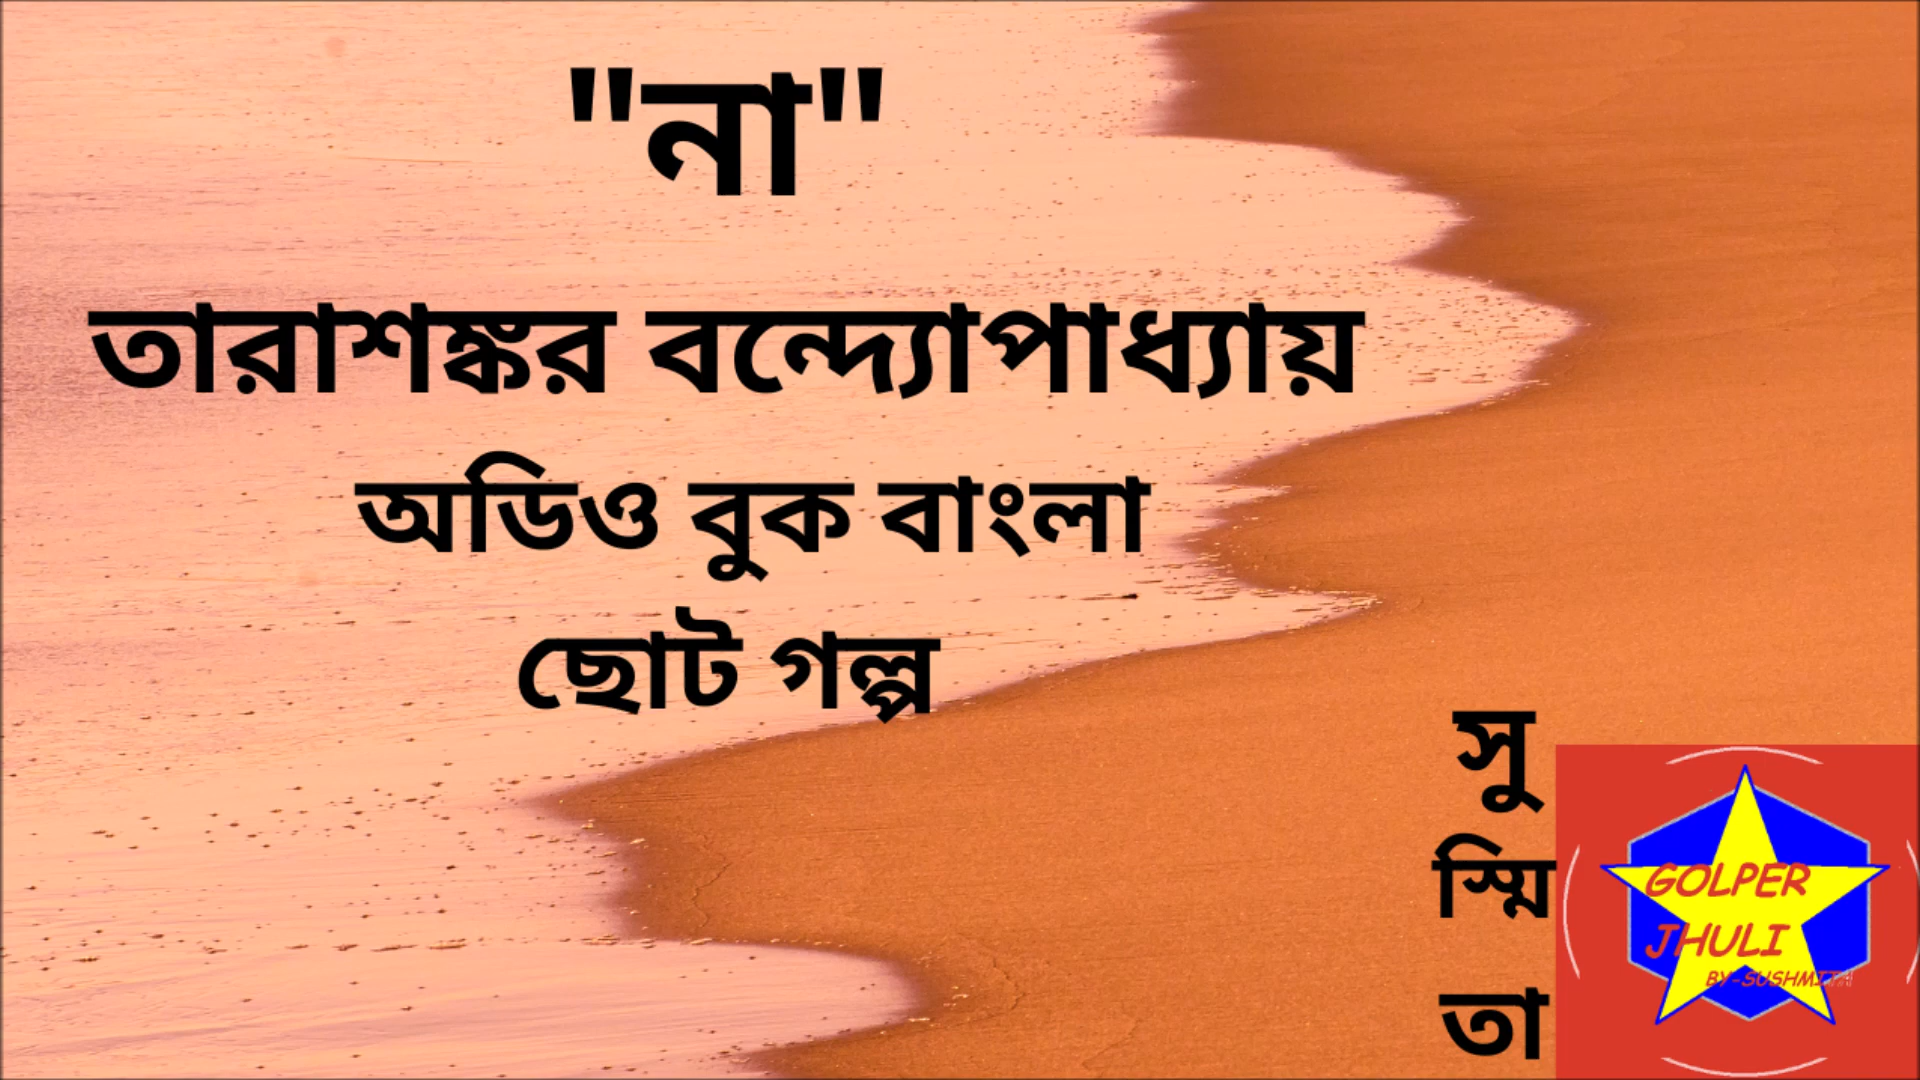 "না"
তারাশঙ্কর বন্দ্যোপাধ্যায়
অডিও বুক বাংলা
ছোট গল্প
সু
স্মি
তা
GOLPER
JHULI
BY-SUSHMITA